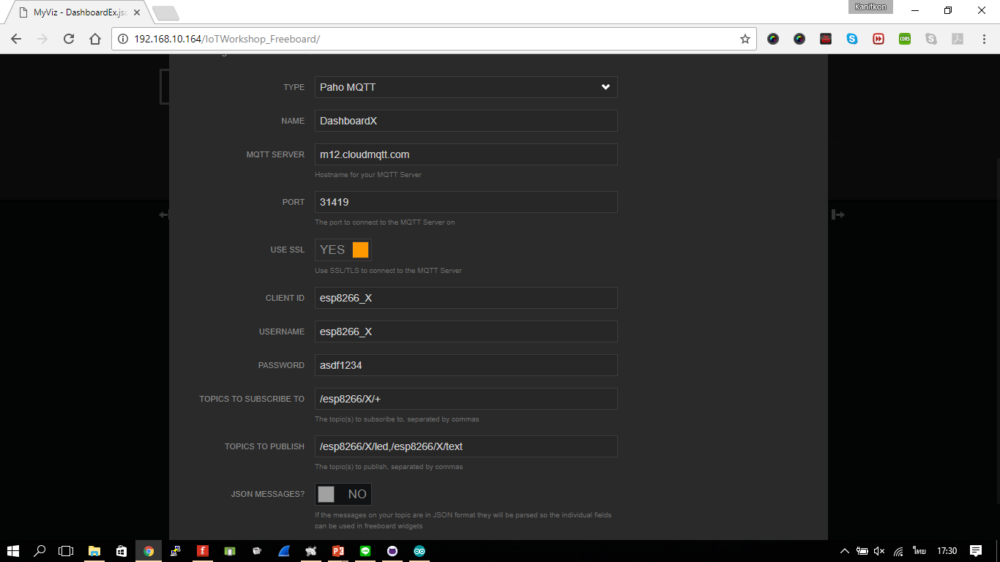 Kanitkon
MyViz - DashboardEx.jso
192.168.10.164/IoTWorkshop_Freeboard/
TYPE
Paho MQTT
NAME
DashboardX
MQTT SERVER
m12.cloudmqtt.com
Hostname for your MQTT Server
PORT
31419
The port to connect to the MQTT Server on
USE SSL
YES
Use SSL/TLS to connect to the MQTT Server
CLIENT ID
esp8266_X
USERNAME
esp8266_X
PASSWORD
asdf1234
TOPICS TO SUBSCRIBE TO
/esp8266/X/+
The topic(s) to subscribe to, separated by commas
TOPICS TO PUBLISH
/esp8266/X/led,/esp8266/X/text
The topic(s) to publish, separated by commas
JSON MESSAGES?
NO
If the messages on your topic are in JSON format they will be parsed so the individual fields
can be used in freeboard widgets
ไทย
17:30